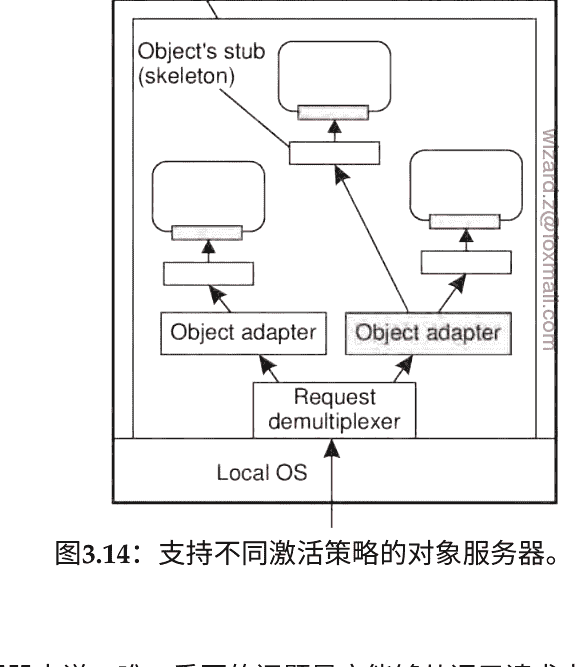 Object's stub
(skeleton)
Object adapter
Object adapter
Request
demultiplexer
Local OS
wizard.z@foxmail.com
图3.14：支持不同激活策略的对象服务器。